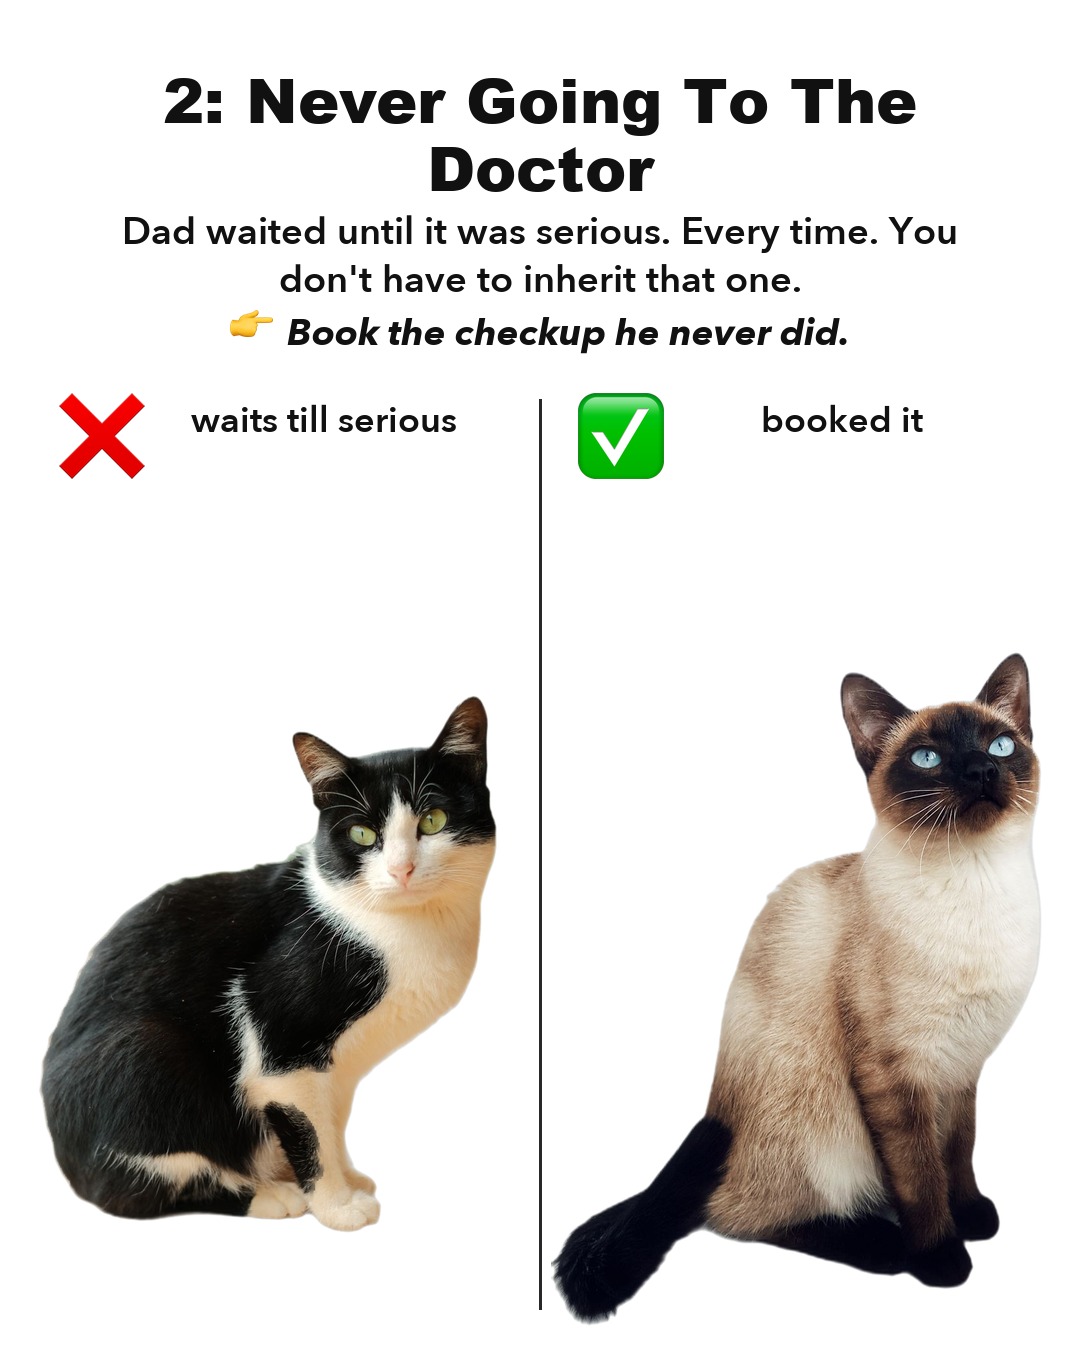 2: Never Going To The
Doctor
Dad waited until it was serious. Every time. You
don't have to inherit that one.
👉 Book the checkup he never did.
❌ waits till serious
✅ booked it